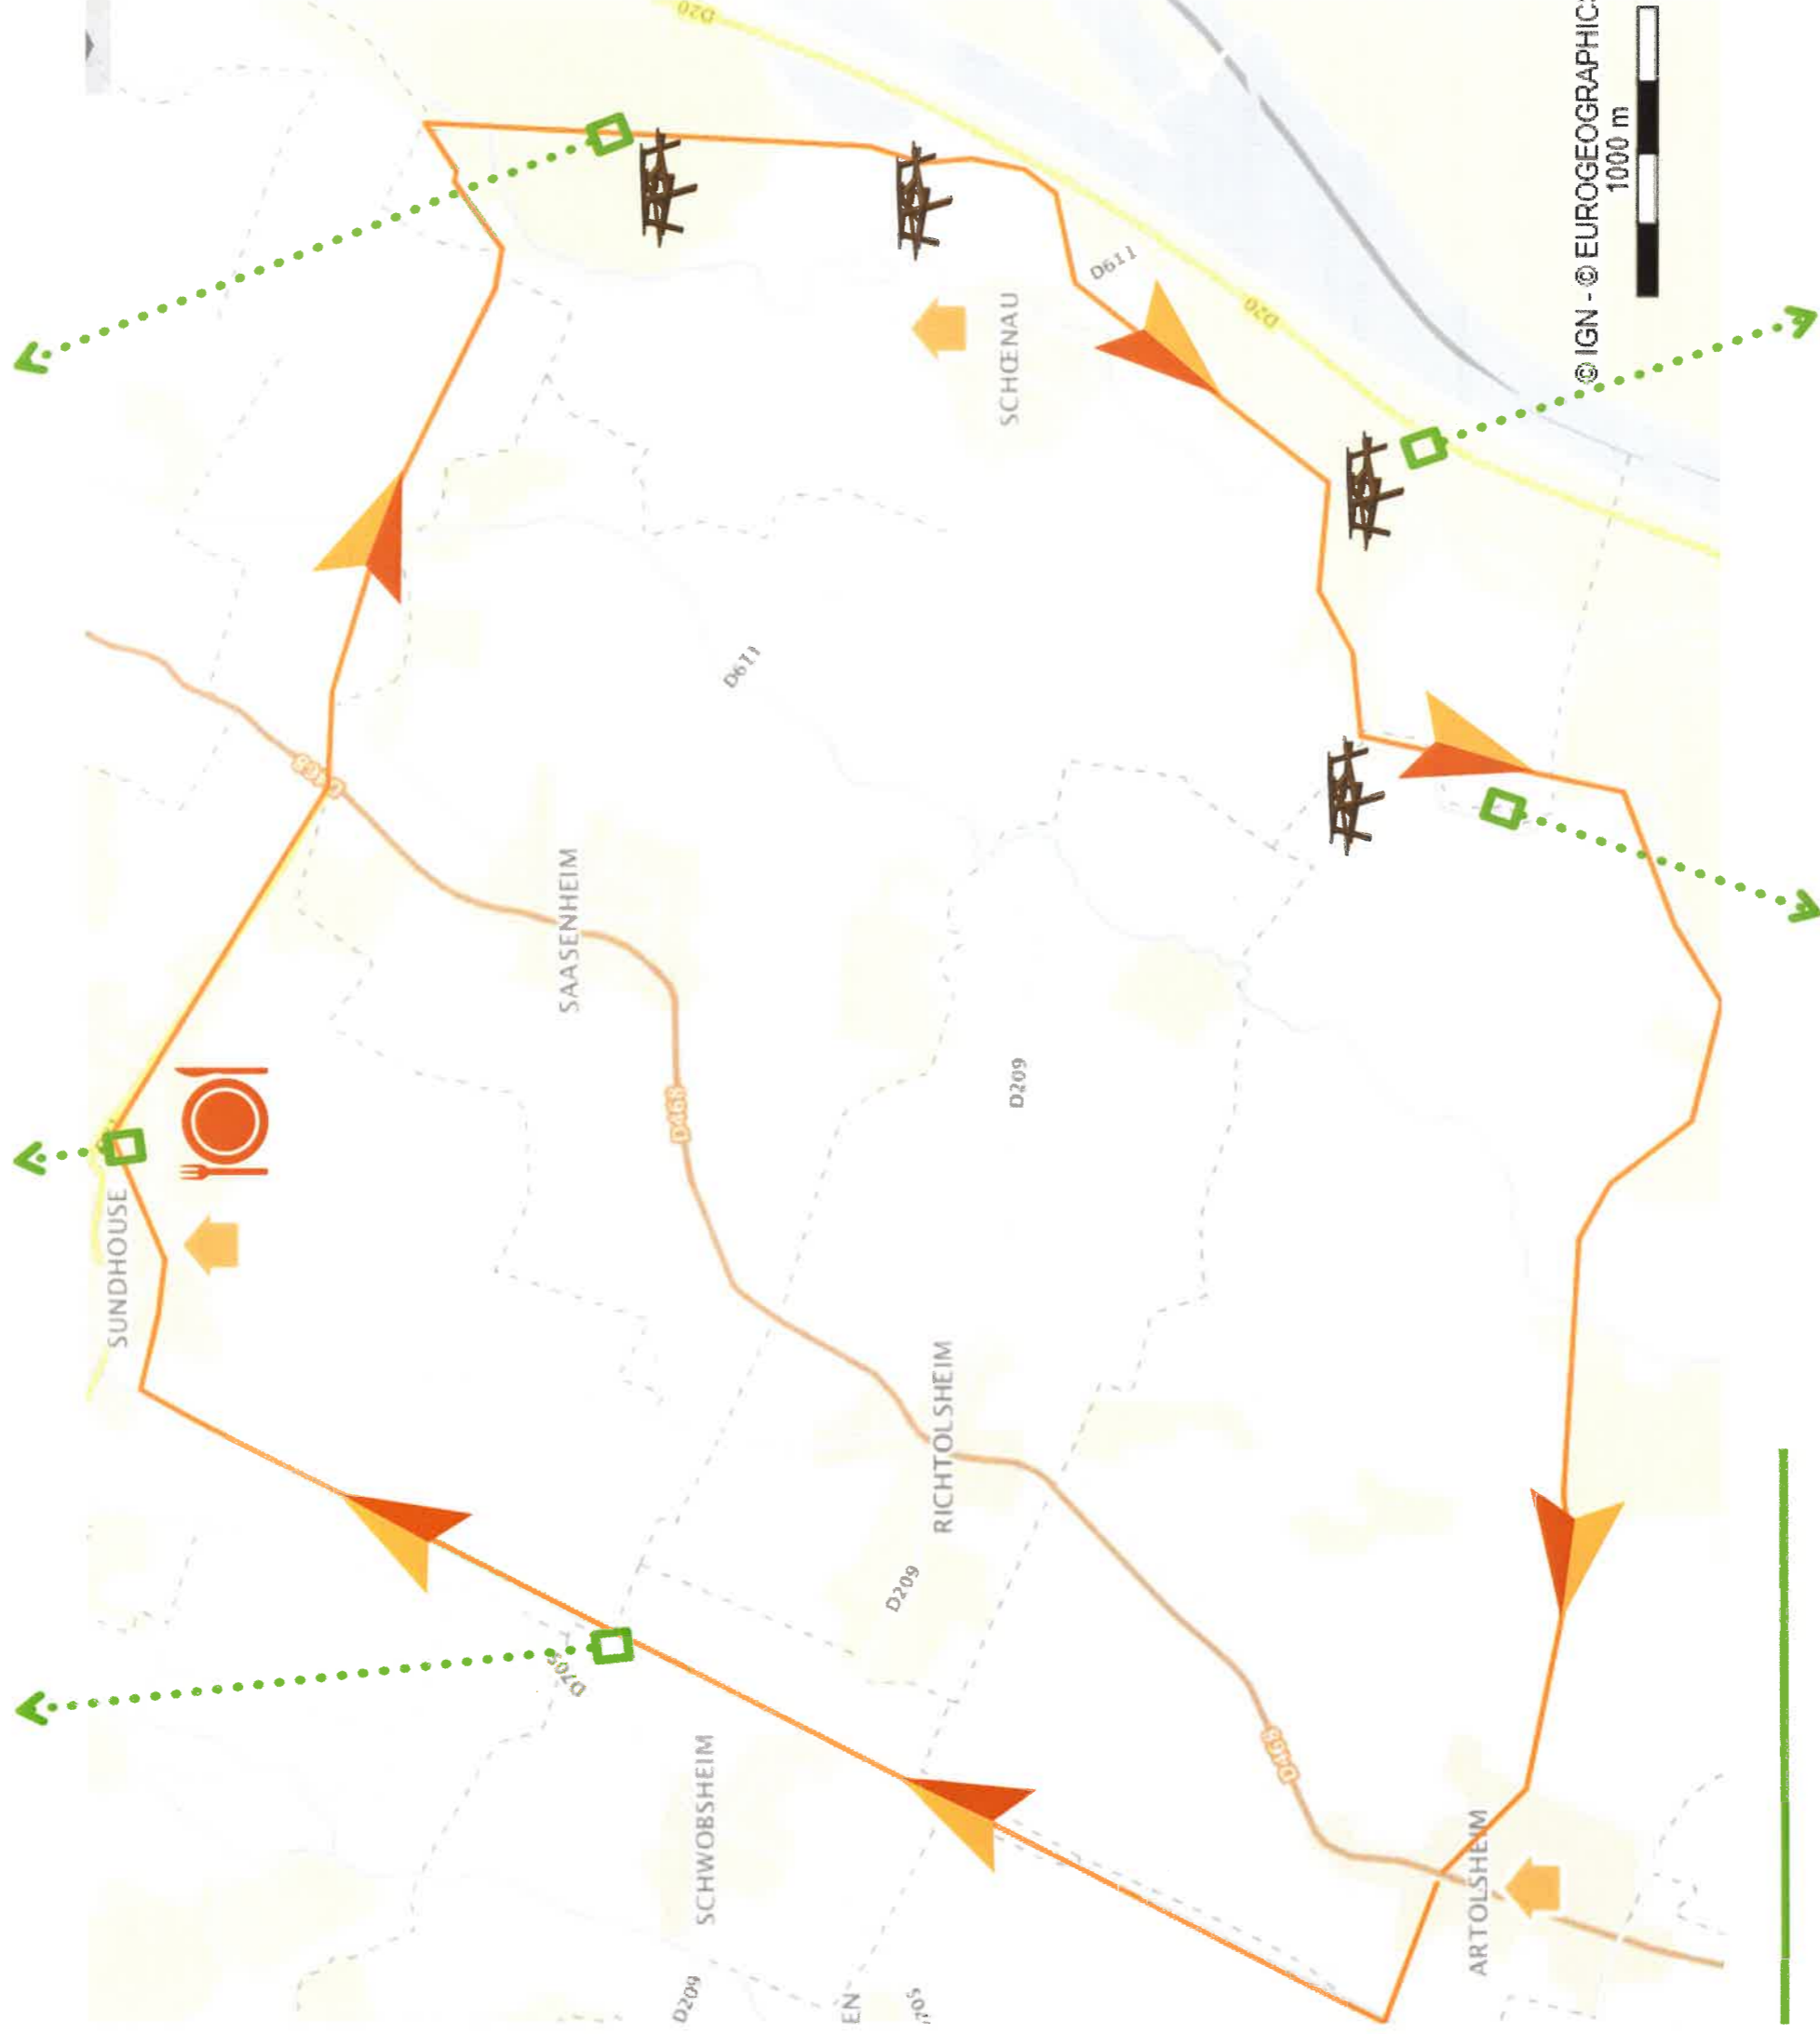 SUNDHOUSE
D468
D705
SAASENHEIM
D468
D209
SCHWOBSHEIM
D20
D611
EN
D209
RICHTOLSHEIM
SCHŒNAU
D209
D611
D20
D468
ARTOLSHEIM
© IGN - © EUROGEOGRAPHICS
1000 m